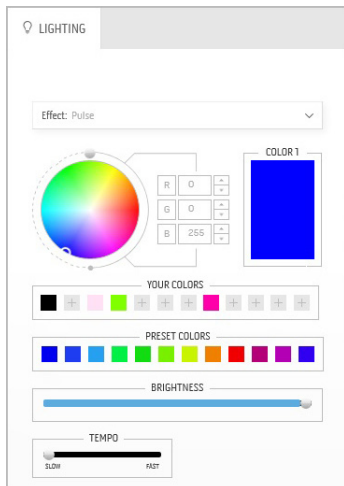 LIGHTING
Effect: Pulse
COLOR 1
R 0
G 0
B 255
YOUR COLORS
PRESET COLORS
BRIGHTNESS
TEMPO
SLOW FAST